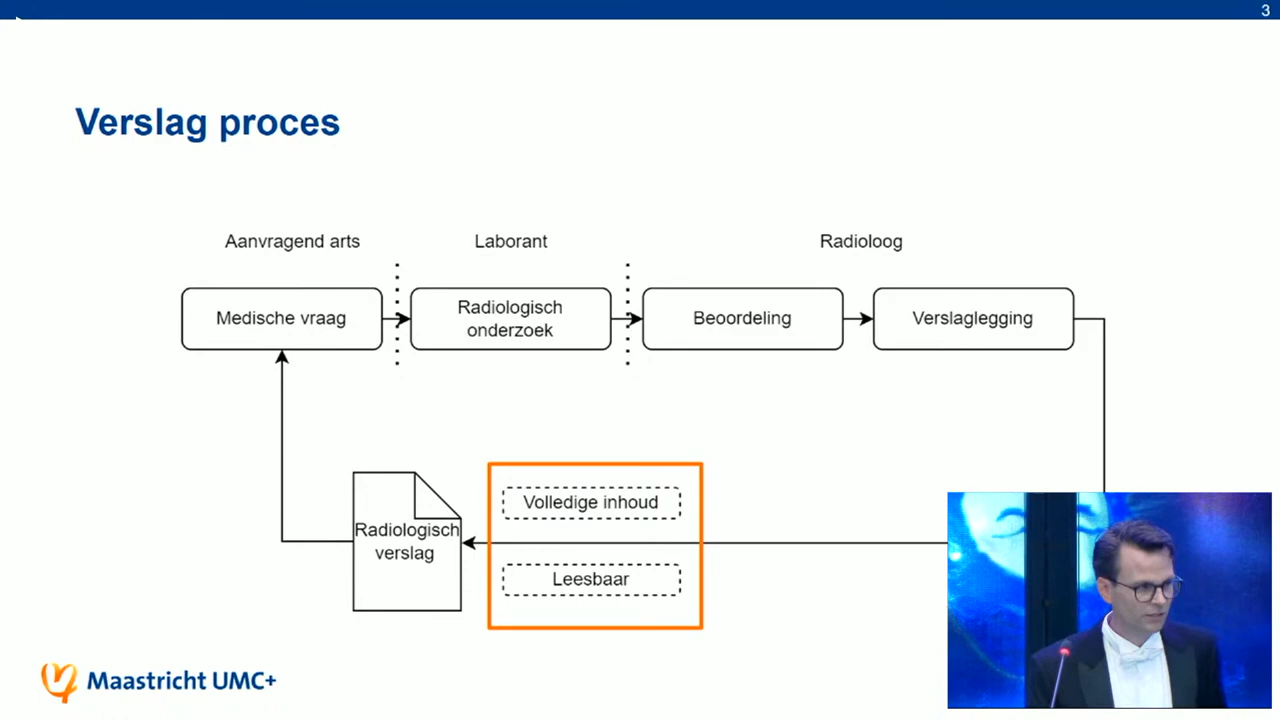 3
Verslag proces
Aanvragend arts
Laborant
Radioloog
Medische vraag
Radiologisch
onderzoek
Beoordeling
Verslaglegging
Volledige inhoud
Radiologisch
verslag
Leesbaar
Maastricht UMC+